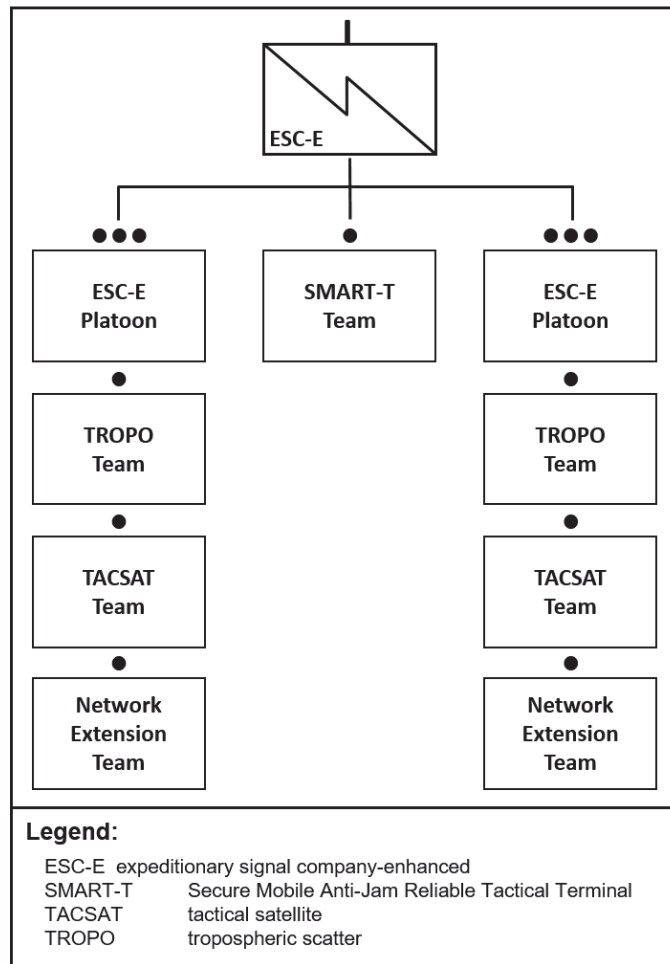 ESC-E
ESC-E
Platoon
SMART-T
Team
ESC-E
Platoon
TROPO
Team
TROPO
Team
TACSAT
Team
TACSAT
Team
Network
Extension
Team
Network
Extension
Team
Legend:
ESC-E expeditionary signal company-enhanced
SMART-T Secure Mobile Anti-Jam Reliable Tactical Terminal
TACSAT tactical satellite
TROPO tropospheric scatter